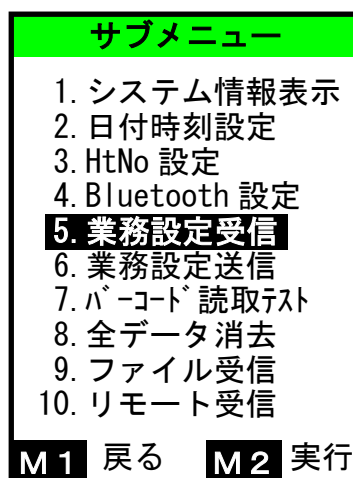 サブメニュー
1. システム情報表示
2. 日付時刻設定
3. HtNo 設定
4. Bluetooth 設定
5. 業務設定受信
6. 業務設定送信
7. ﾊﾞｰｺｰﾄﾞ読取ﾃｽﾄ
8. 全データ消去
9. ファイル受信
10. リモート受信
M1 戻る M2 実行